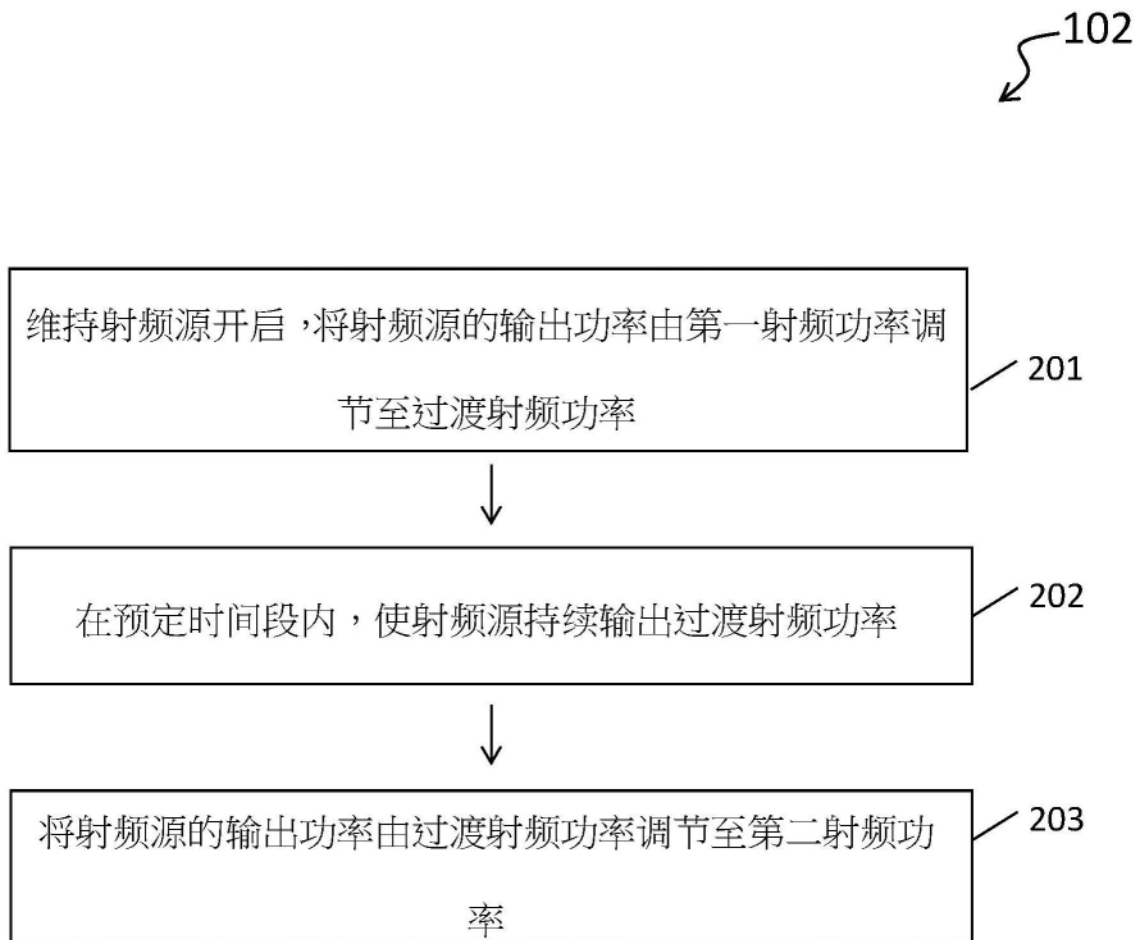 102
维持射频源开启，将射频源的输出功率由第一射频功率调
节至过渡射频功率
201
在预定时间段内，使射频源持续输出过渡射频功率
202
将射频源的输出功率由过渡射频功率调节至第二射频功
率
203